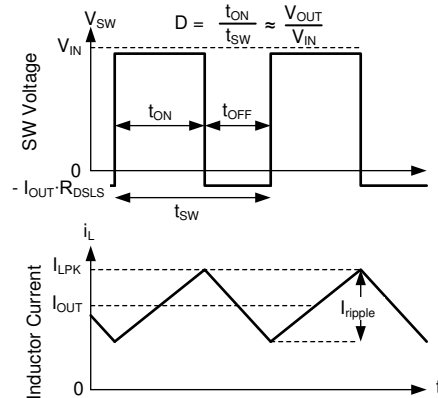 V_SW
D = t_ON / t_SW ≈ V_OUT / V_IN
V_IN
SW Voltage
t_ON
t_OFF
0
- I_OUT·R_DSLS
t_SW
i_L
Inductor Current
I_LPK
I_OUT
I_ripple
0
t